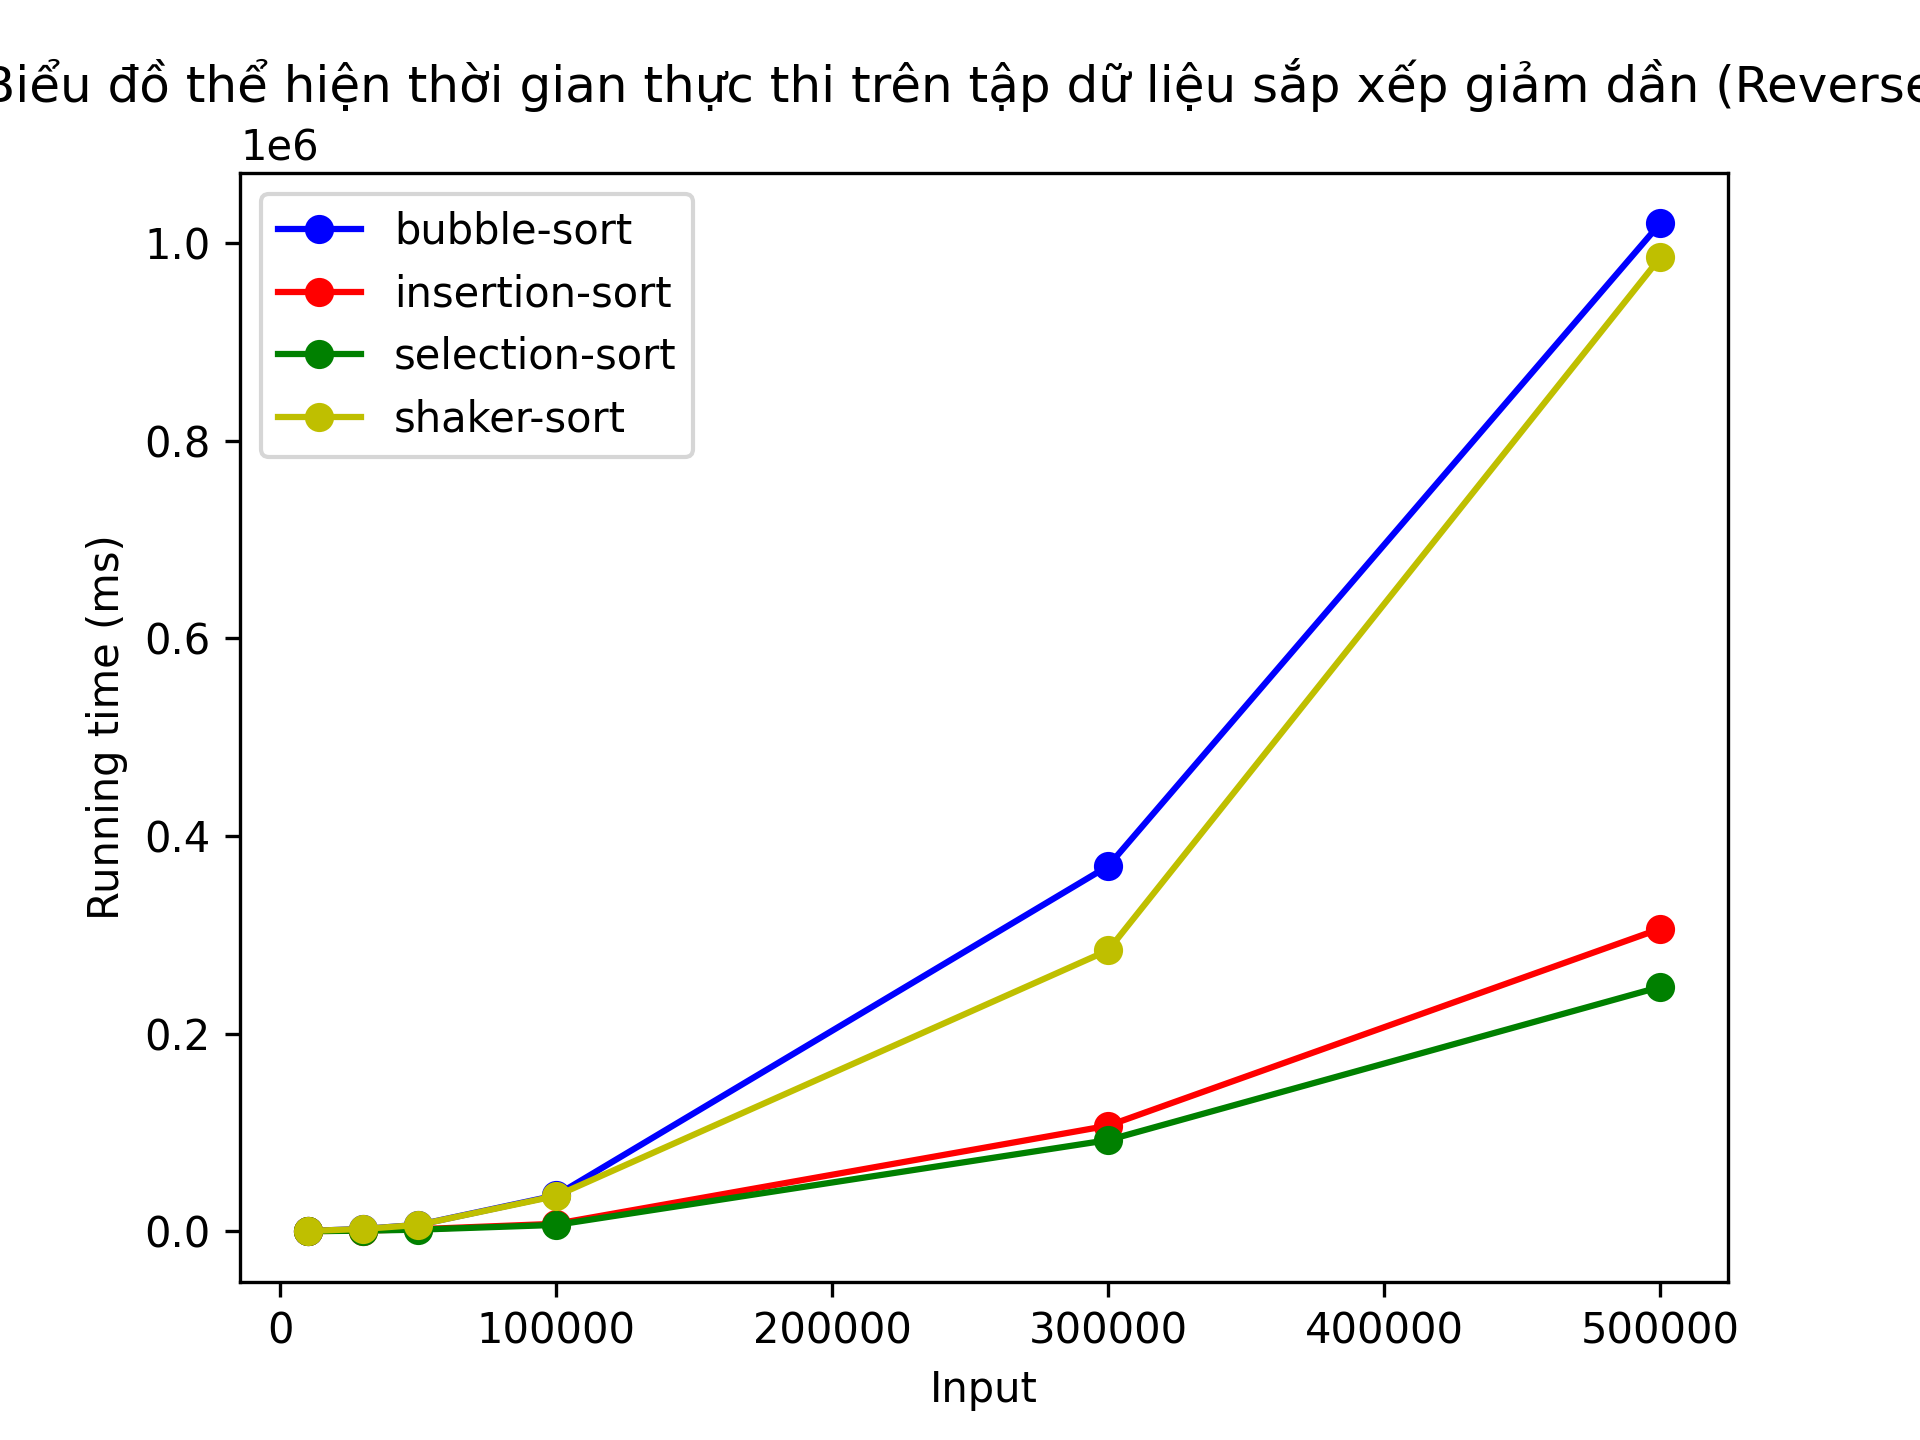 Biểu đồ thể hiện thời gian thực thi trên tập dữ liệu sắp xếp giảm dần (Reverse
1e6
bubble-sort
insertion-sort
selection-sort
shaker-sort
1.0
0.8
0.6
0.4
0.2
0.0
Running time (ms)
0 100000 200000 300000 400000 500000
Input